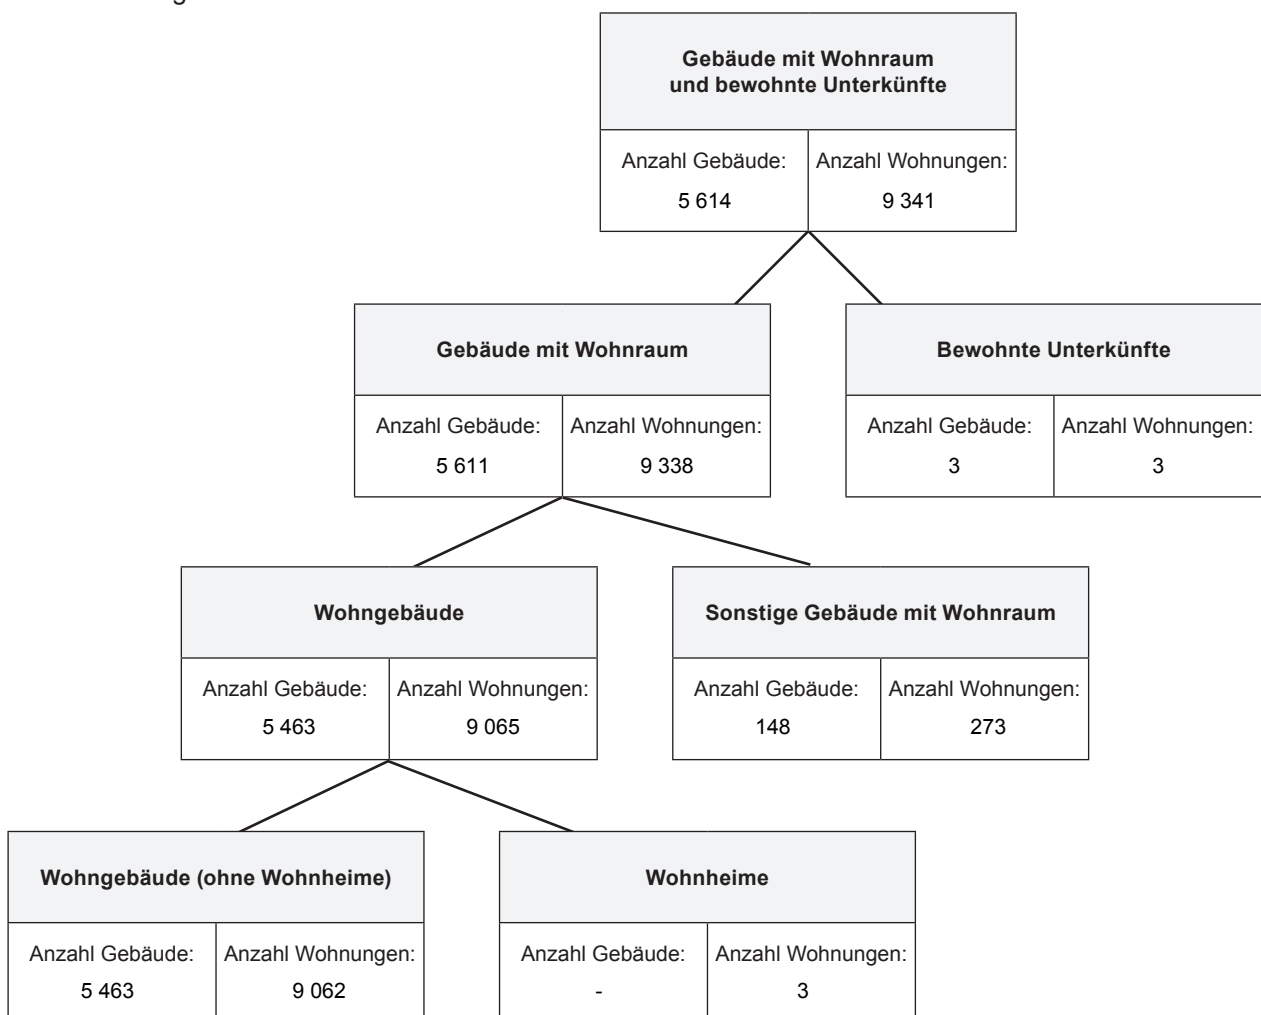 Gebäude mit Wohnraum
und bewohnte Unterkünfte
Anzahl Gebäude: Anzahl Wohnungen:
5 614 9 341
Gebäude mit Wohnraum Bewohnte Unterkünfte
Anzahl Gebäude: Anzahl Wohnungen: Anzahl Gebäude: Anzahl Wohnungen:
5 611 9 338 3 3
Wohngebäude Sonstige Gebäude mit Wohnraum
Anzahl Gebäude: Anzahl Wohnungen: Anzahl Gebäude: Anzahl Wohnungen:
5 463 9 065 148 273
Wohngebäude (ohne Wohnheime) Wohnheime
Anzahl Gebäude: Anzahl Wohnungen: Anzahl Gebäude: Anzahl Wohnungen:
5 463 9 062 - 3